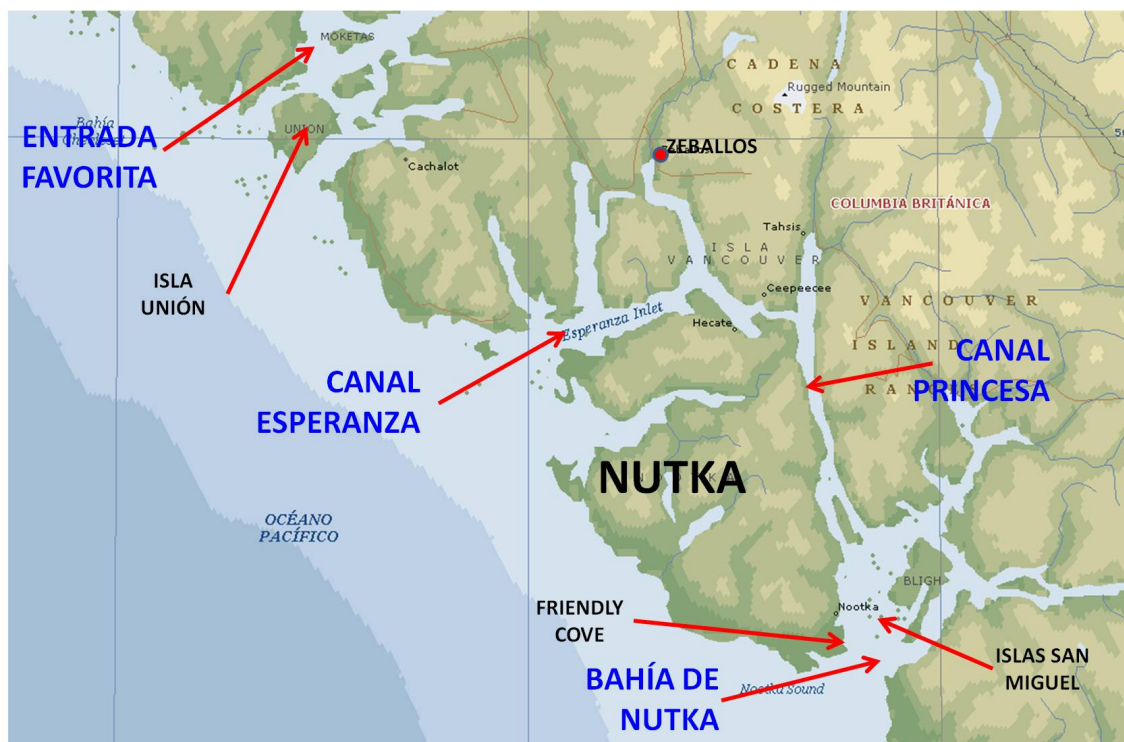 MOKETAS
CADENA
Rugged Mountain
COSTERA
Bahía
UNION
ENTRADA
FAVORITA
ZEBALLOS
Cachalot
COLUMBIA BRITÁNICA
Tahsis
ISLA
VANCOUVER
ISLA
UNIÓN
Ceepeecee
VANCOUVER
Esperanza Inlet
Hecate
ISLAND
CANAL
PRINCESA
CANAL
ESPERANZA
NUTKA
OCÉANO
PACÍFICO
BLIGH
FRIENDLY
COVE
Nootka
ISLAS SAN
MIGUEL
BAHÍA DE
NUTKA
Nootka Sound